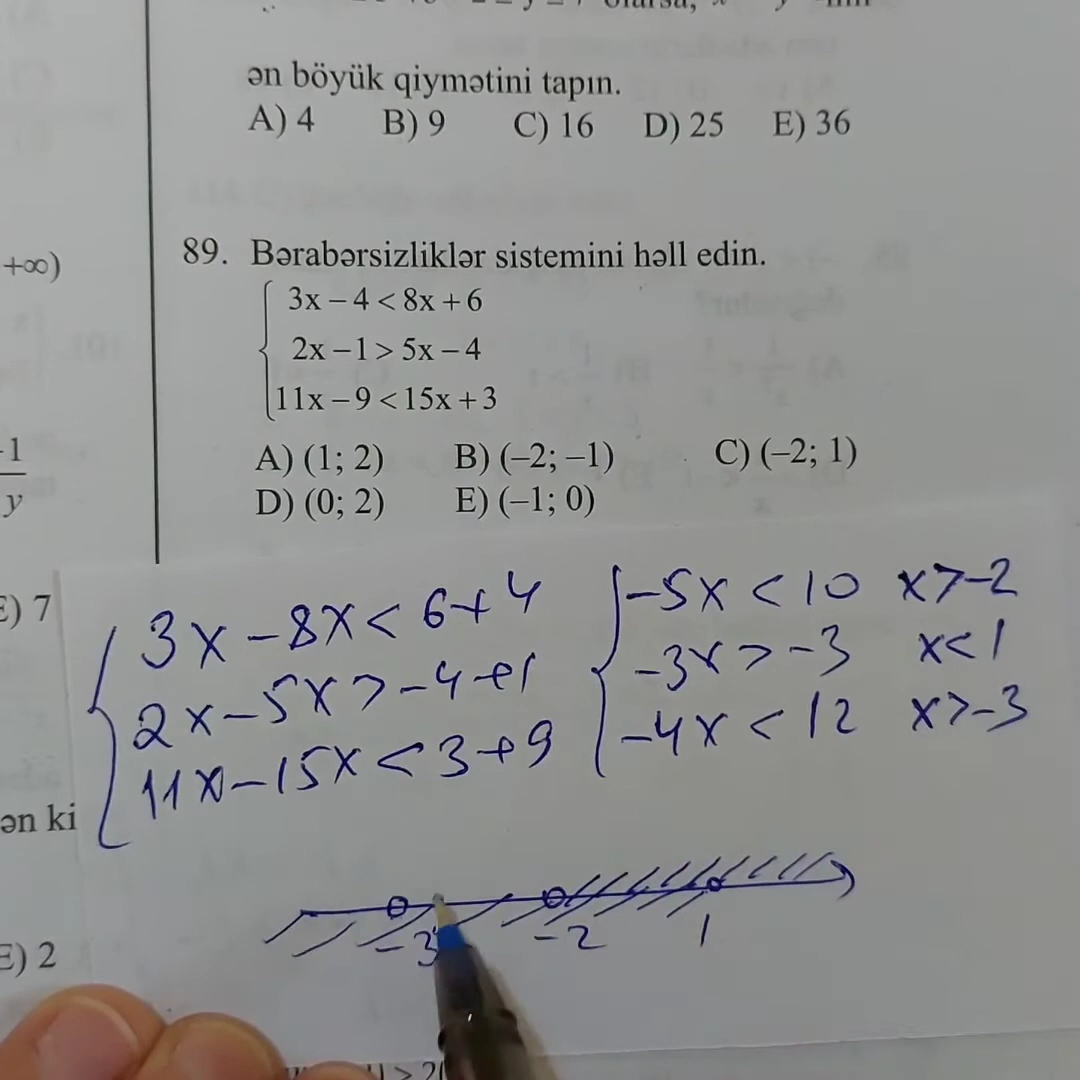 olarsa,
ən böyük qiymətini tapın.
A) 4 B) 9 C) 16 D) 25 E) 36
+∞)
89. Bərabərsizliklər sistemini həll edin.
3x – 4 < 8x + 6
2x – 1 > 5x – 4
11x – 9 < 15x + 3
A) (1; 2) B) (–2; –1) C) (–2; 1)
D) (0; 2) E) (–1; 0)
1
y
E) 7
3x – 8x < 6 + 4 –5x < 10 x > –2
2x – 5x > –4 + 1 –3x > –3 x < 1
11x – 15x < 3 + 9 –4x < 12 x > –3
ən ki
–3 –2 1
E) 2